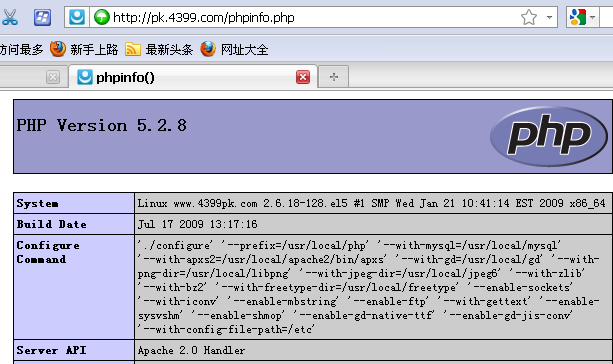 http://pk.4399.com/phpinfo.php
访问最多 新手上路 最新头条 网址大全
phpinfo()
PHP Version 5.2.8
php
System Linux www.4399pk.com 2.6.18-128.el5 #1 SMP Wed Jan 21 10:41:14 EST 2009 x86_64
Build Date Jul 17 2009 13:17:16
Configure './configure' '--prefix=/usr/local/php' '--with-mysql=/usr/local/mysql'
Command '--with-apxs2=/usr/local/apache2/bin/apxs' '--with-gd=/usr/local/gd' '--with-
png-dir=/usr/local/libpng' '--with-jpeg-dir=/usr/local/jpeg6' '--with-zlib'
'--with-bz2' '--with-freetype-dir=/usr/local/freetype' '--enable-sockets'
'--with-iconv' '--enable-mbstring' '--enable-ftp' '--with-gettext' '--enable-
sysvshm' '--enable-shmop' '--enable-gd-native-ttf' '--enable-gd-jis-conv'
'--with-config-file-path=/etc'
Server API Apache 2.0 Handler